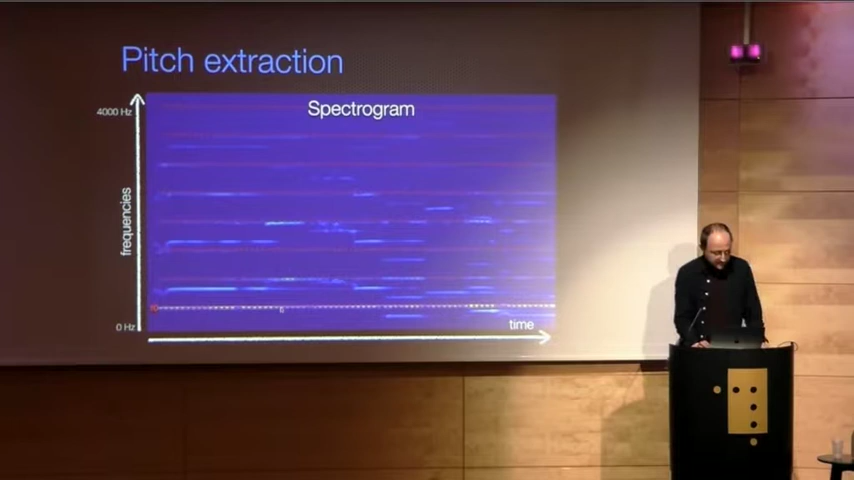 Pitch extraction
Spectrogram
4000 Hz
frequencies
0 Hz
time